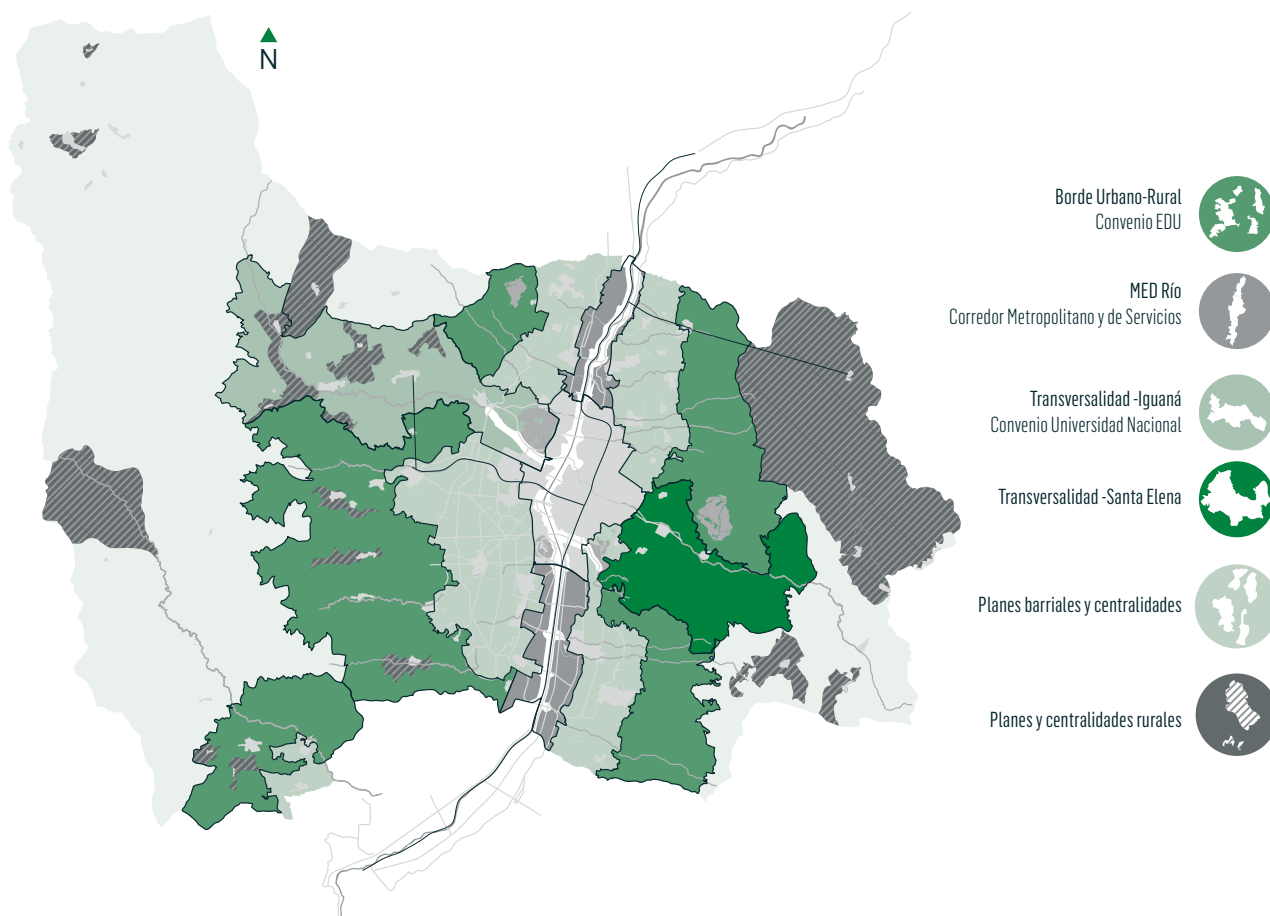 N
Borde Urbano-Rural
Convenio EDU
MED Río
Corredor Metropolitano y de Servicios
Transversalidad -Iguaná
Convenio Universidad Nacional
Transversalidad -Santa Elena
Planes barriales y centralidades
Planes y centralidades rurales